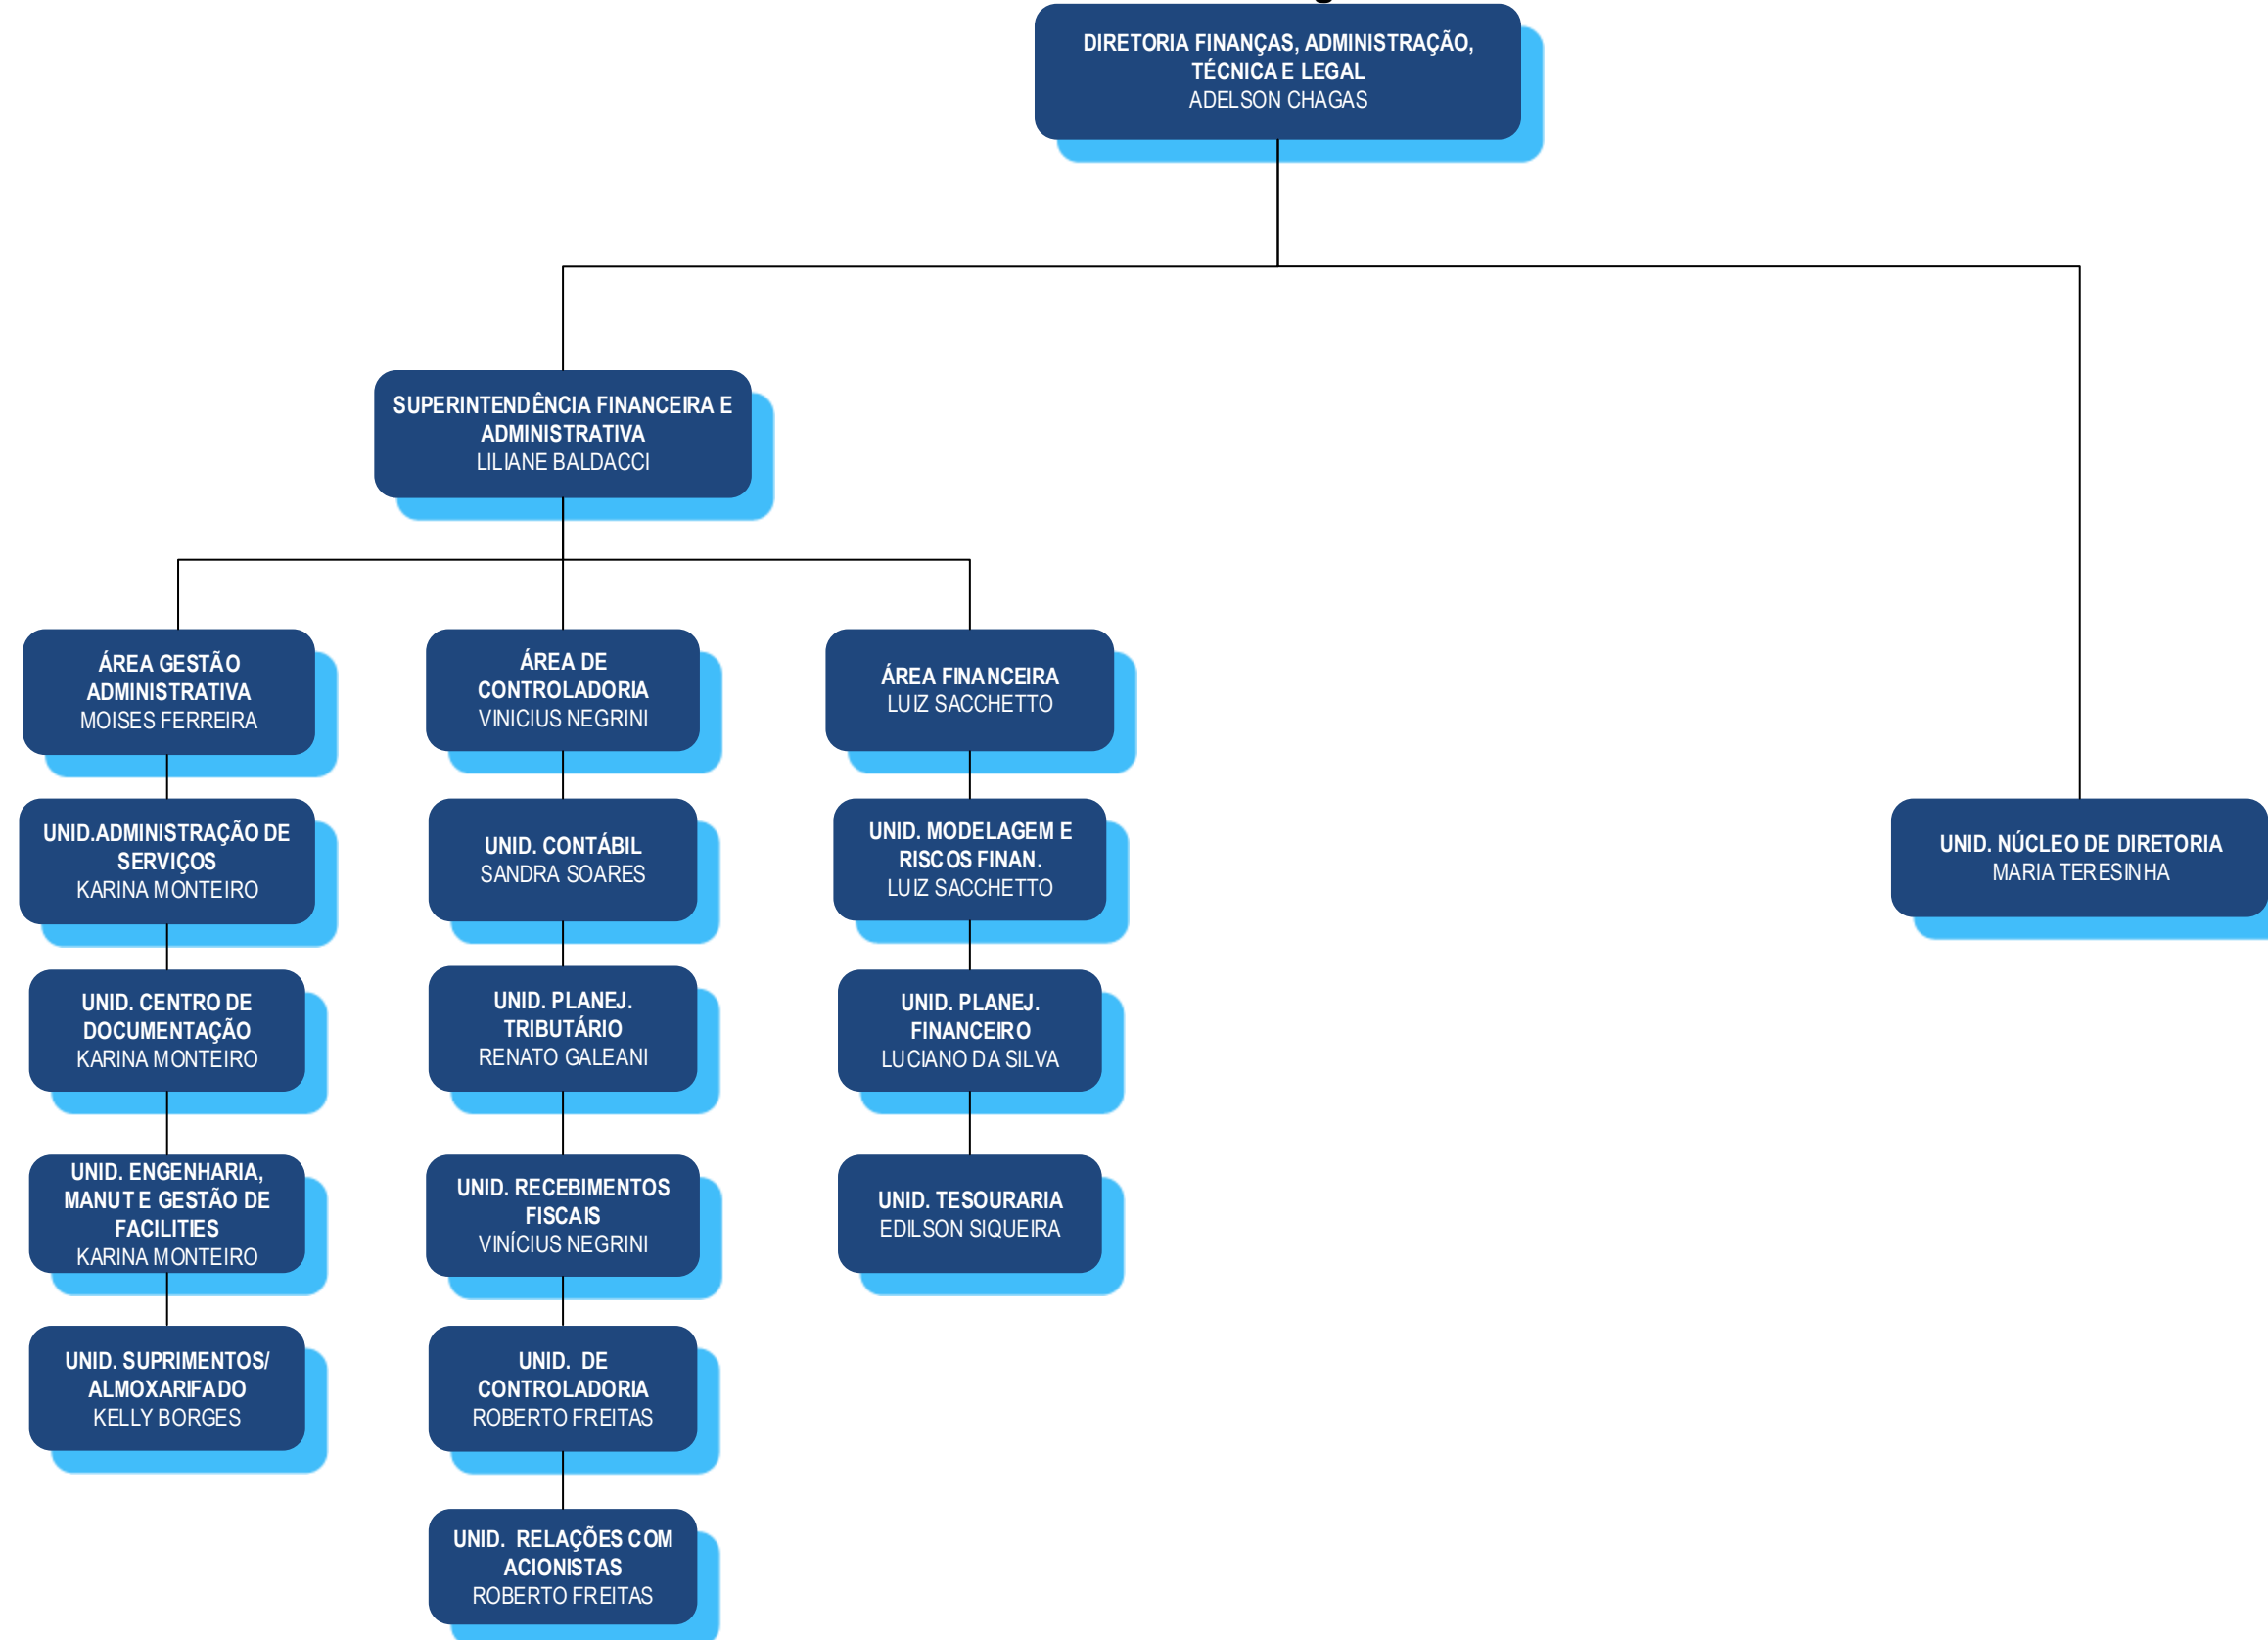 DIRETORIA FINANÇAS, ADMINISTRAÇÃO,
TÉCNICA E LEGAL
ADELSON CHAGAS
SUPERINTENDÊNCIA FINANCEIRA E
ADMINISTRATIVA
LILIANE BALDACCI
ÁREA GESTÃO
ADMINISTRATIVA
MOISES FERREIRA
ÁREA DE
CONTROLADORIA
VINICIUS NEGRINI
ÁREA FINANCEIRA
LUIZ SACCHETTO
UNID.ADMINISTRAÇÃO DE
SERVIÇOS
KARINA MONTEIRO
UNID. CONTÁBIL
SANDRA SOARES
UNID. MODELAGEM E
RISCOS FINAN.
LUIZ SACCHETTO
UNID. NÚCLEO DE DIRETORIA
MARIA TERESINHA
UNID. CENTRO DE
DOCUMENTAÇÃO
KARINA MONTEIRO
UNID. PLANEJ.
TRIBUTÁRIO
RENATO GALEANI
UNID. PLANEJ.
FINANCEIRO
LUCIANO DA SILVA
UNID. ENGENHARIA,
MANUT E GESTÃO DE
FACILITIES
KARINA MONTEIRO
UNID. RECEBIMENTOS
FISCAIS
VINÍCIUS NEGRINI
UNID. TESOURARIA
EDILSON SIQUEIRA
UNID. SUPRIMENTOS/
ALMOXARIFADO
KELLY BORGES
UNID. DE
CONTROLADORIA
ROBERTO FREITAS
UNID. RELAÇÕES COM
ACIONISTAS
ROBERTO FREITAS